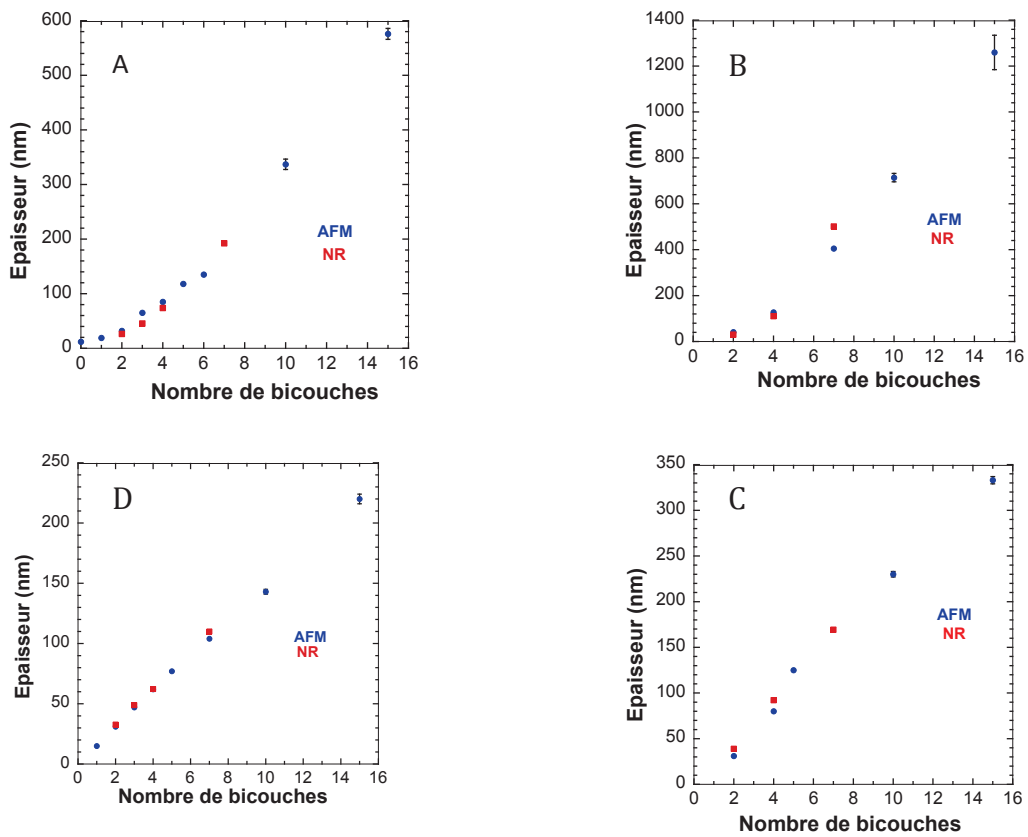 600
500
400
300
200
100
0
Epaisseur (nm)
A
AFM
NR
0 2 4 6 8 10 12 14 16
Nombre de bicouches
1400
1200
1000
800
600
400
200
0
Epaisseur (nm)
B
AFM
NR
0 2 4 6 8 10 12 14 16
Nombre de bicouches
250
200
150
100
50
0
Epaisseur (nm)
D
AFM
NR
0 2 4 6 8 10 12 14 16
Nombre de bicouches
350
300
250
200
150
100
50
0
Epaisseur (nm)
C
AFM
NR
0 2 4 6 8 10 12 14 16
Nombre de bicouches